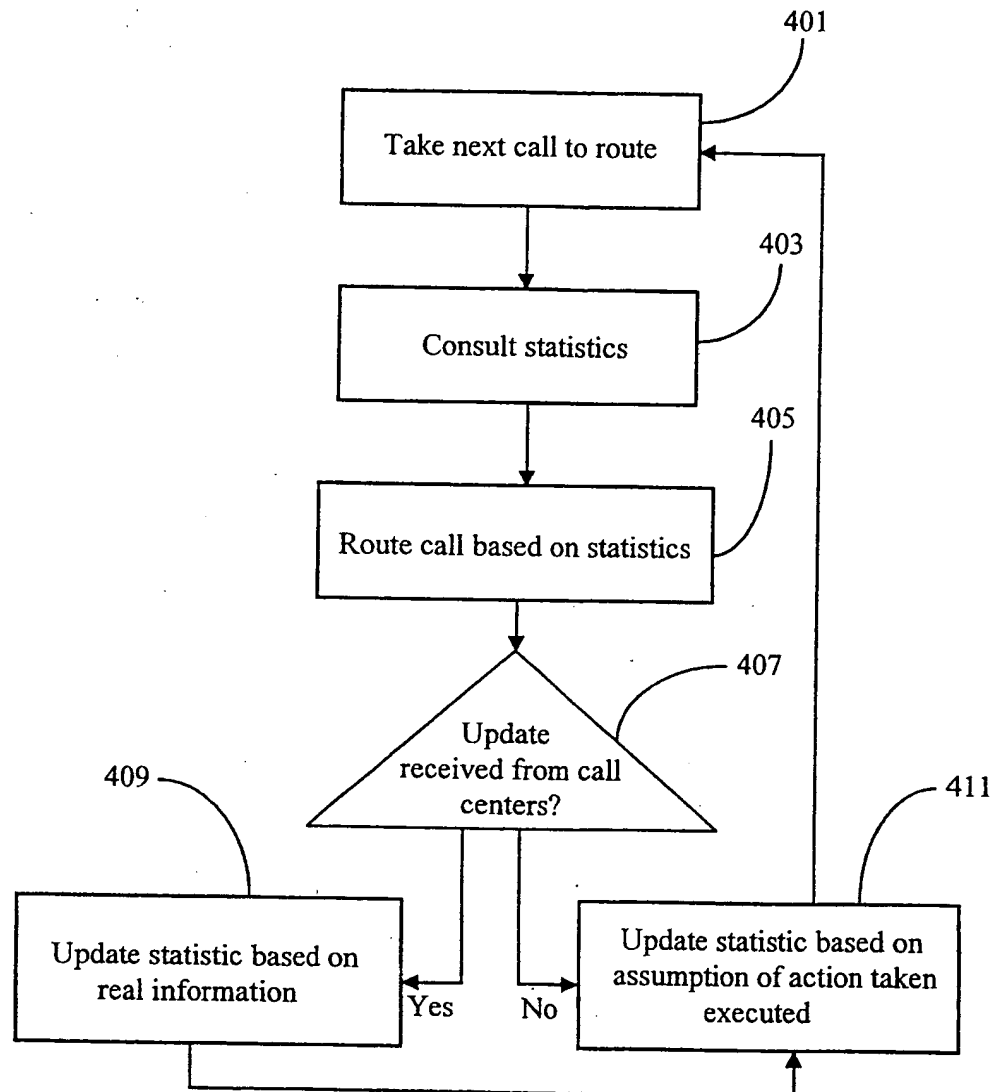 401
Take next call to route
403
Consult statistics
405
Route call based on statistics
407
Update
received from call
centers?
409
411
Update statistic based on
real information
Yes
No
Update statistic based on
assumption of action taken
executed